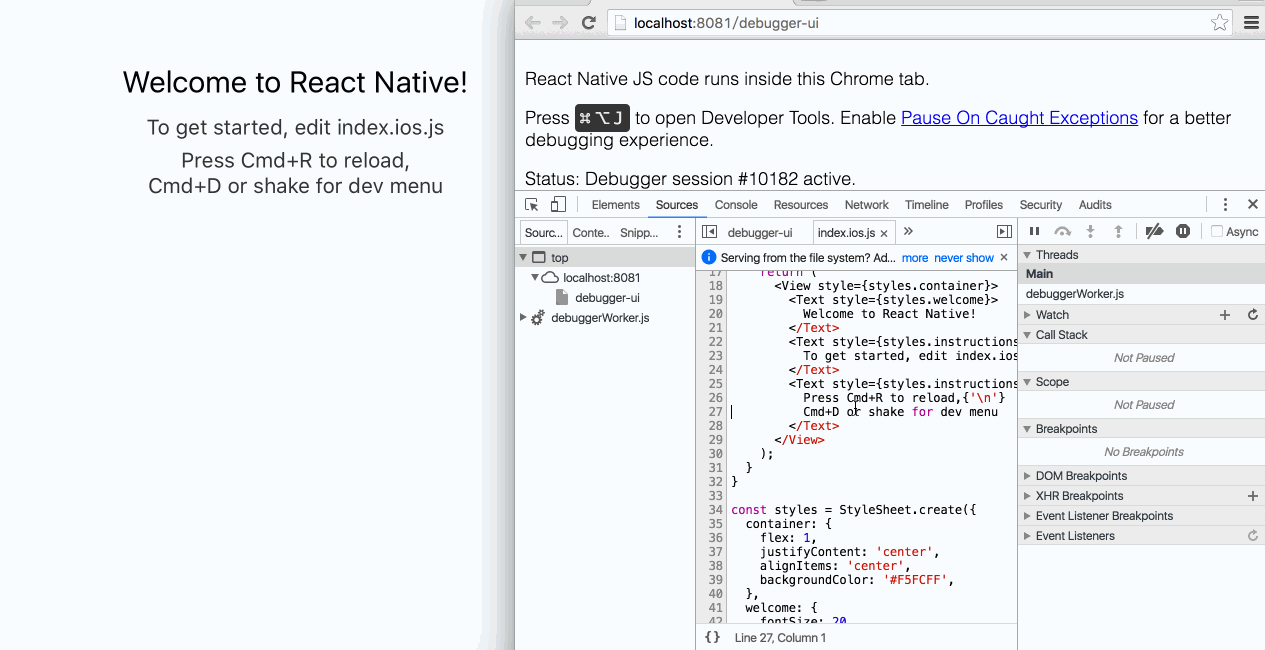 Welcome to React Native!
To get started, edit index.ios.js
Press Cmd+R to reload,
Cmd+D or shake for dev menu
localhost:8081/debugger-ui
React Native JS code runs inside this Chrome tab.
Press ⌘⌥J to open Developer Tools. Enable Pause On Caught Exceptions for a better
debugging experience.
Status: Debugger session #10182 active.
Elements Sources Console Resources Network Timeline Profiles Security Audits
Sourc... Conte.. Snipp...
top
localhost:8081
debugger-ui
debuggerWorker.js
debugger-ui index.ios.js × »
Serving from the file system? Ad... more never show ×
17 return (
18 <View style={styles.container}>
19 <Text style={styles.welcome}>
20 Welcome to React Native!
21 </Text>
22 <Text style={styles.instructions
23 To get started, edit index.ios
24 </Text>
25 <Text style={styles.instructions
26 Press Cmd+R to reload,{'\n'}
27 Cmd+D or shake for dev menu
28 </Text>
29 </View>
30 );
31 }
32 }
33
34 const styles = StyleSheet.create({
35 container: {
36 flex: 1,
37 justifyContent: 'center',
38 alignItems: 'center',
39 backgroundColor: '#F5FCFF',
40 },
41 welcome: {
42 fontSize: 20
{} Line 27, Column 1
Async
Threads
Main
debuggerWorker.js
Watch
Call Stack
Not Paused
Scope
Not Paused
Breakpoints
No Breakpoints
DOM Breakpoints
XHR Breakpoints
Event Listener Breakpoints
Event Listeners